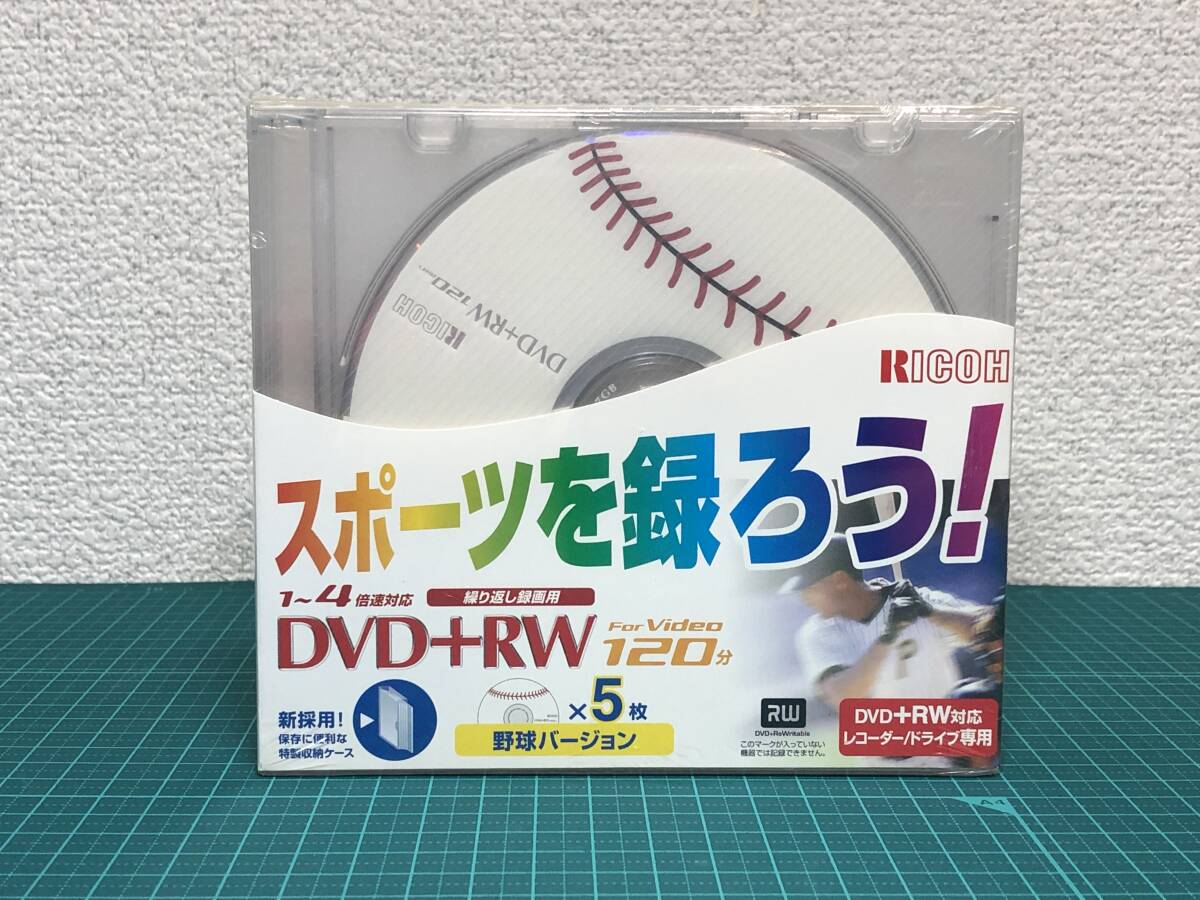 RICOH
DVD+RW 120
RICOH
スポーツを録ろう!
1~4倍速対応
繰り返し録画用
DVD+RW
For Video
120分
新採用!
保存に便利な
特製収納ケース
×5枚
野球バージョン
RW
DVD+ReWritable
このマークが入っていない
機器では記録できません。
DVD+RW対応
レコーダー/ドライブ専用
P
A4